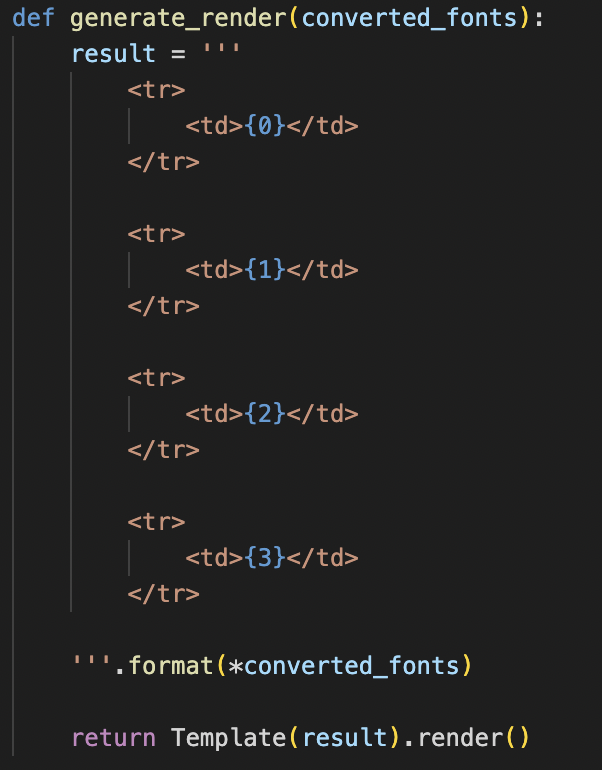 def generate_render(converted_fonts):
    result = '''
        <tr>
            <td>{0}</td>
        </tr>

        <tr>
            <td>{1}</td>
        </tr>

        <tr>
            <td>{2}</td>
        </tr>

        <tr>
            <td>{3}</td>
        </tr>

    '''.format(*converted_fonts)

    return Template(result).render()